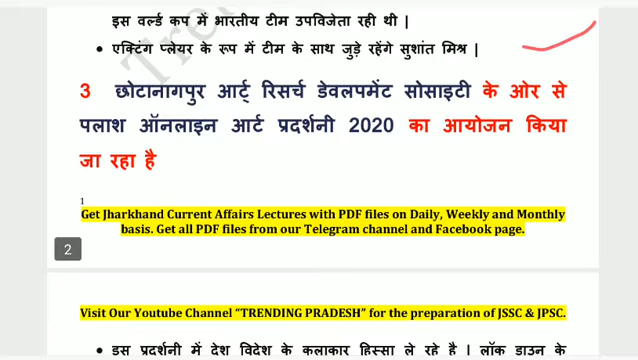 इस वर्ल्ड कप में भारतीय टीम उपविजेता रही थी |
• एक्टिंग प्लेयर के रूप में टीम के साथ जुड़े रहेंगे सुशांत मिश्र |
3 छोटानागपुर आर्ट् रिसर्च डेवलपमेंट सोसाइटी के ओर से
पलाश ऑनलाइन आर्ट प्रदर्शनी 2020 का आयोजन किया
जा रहा है
1
Get Jharkhand Current Affairs Lectures with PDF files on Daily, Weekly and Monthly
basis. Get all PDF files from our Telegram channel and Facebook page.
2
Visit Our Youtube Channel “TRENDING PRADESH” for the preparation of JSSC & JPSC.
• इस प्रदर्शनी में देश विदेश के कलाकार हिस्सा ले रहे है | लॉक डाउन के